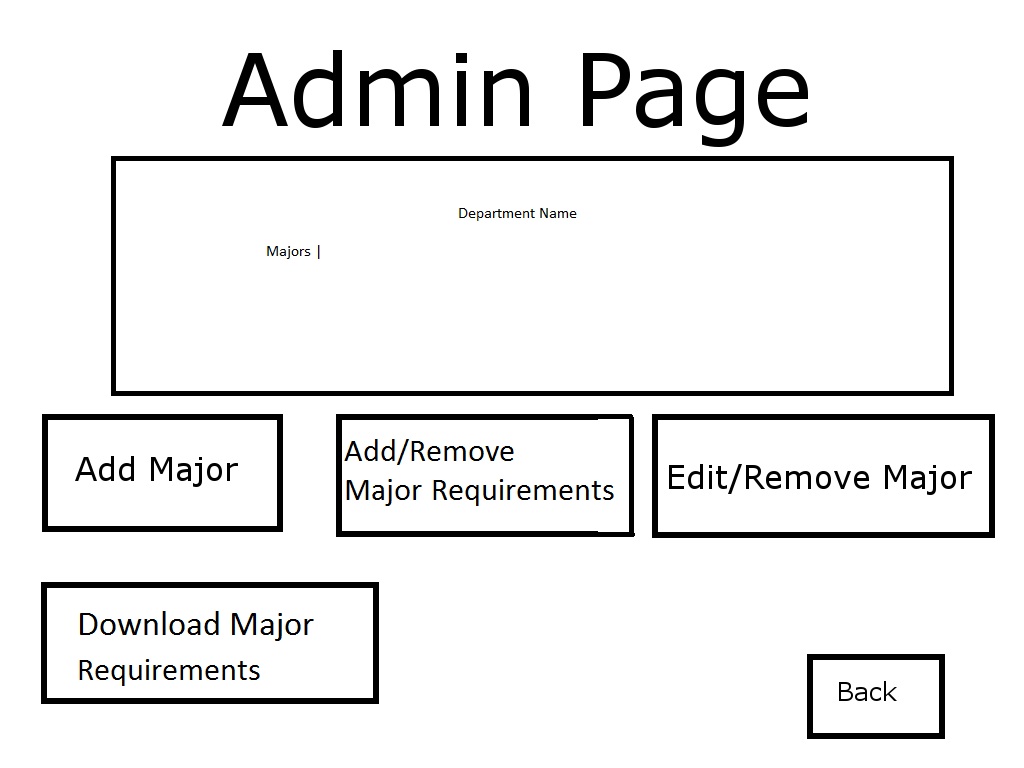 Admin Page
Department Name
Majors |
Add Major
Add/Remove
Major Requirements
Edit/Remove Major
Download Major
Requirements
Back